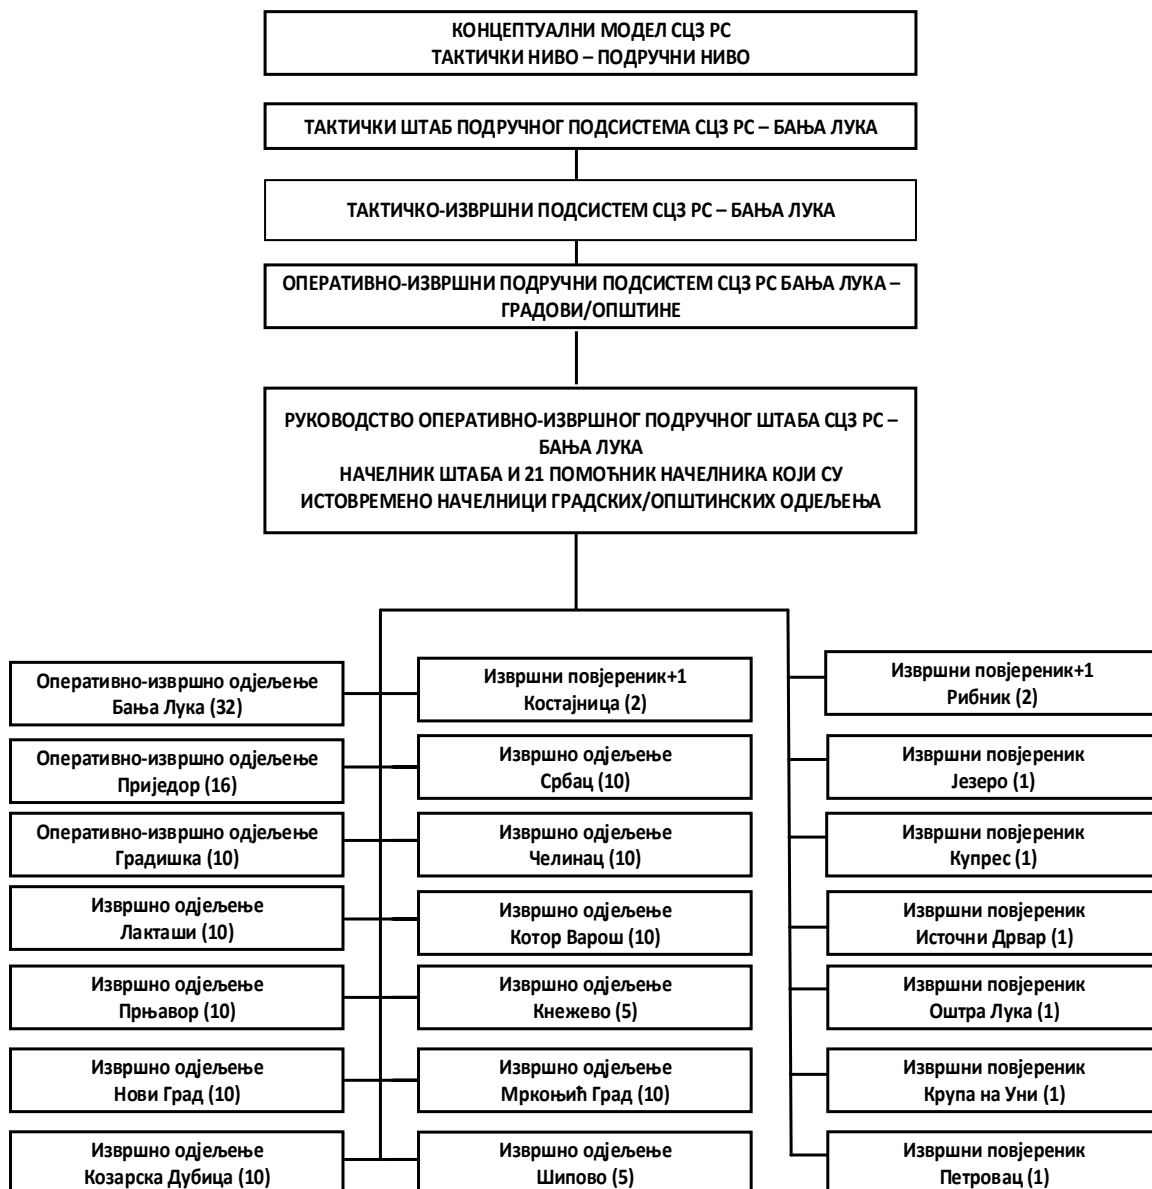 КОНЦЕПТУАЛНИ МОДЕЛ СЦЗ РС
ТАКТИЧКИ НИВО – ПОДРУЧНИ НИВО
ТАКТИЧКИ ШТАБ ПОДРУЧНОГ ПОДСИСТЕМА СЦЗ РС – БАЊА ЛУКА
ТАКТИЧКО-ИЗВРШНИ ПОДСИСТЕМ СЦЗ РС – БАЊА ЛУКА
ОПЕРАТИВНО-ИЗВРШНИ ПОДРУЧНИ ПОДСИСТЕМ СЦЗ РС БАЊА ЛУКА –
ГРАДОВИ/ОПШТИНЕ
РУКОВОДСТВО ОПЕРАТИВНО-ИЗВРШНОГ ПОДРУЧНОГ ШТАБА СЦЗ РС –
БАЊА ЛУКА
НАЧЕЛНИК ШТАБА И 21 ПОМОЋНИК НАЧЕЛНИКА КОЈИ СУ
ИСТОВРЕМЕНО НАЧЕЛНИЦИ ГРАДСКИХ/ОПШТИНСКИХ ОДЈЕЉЕЊА
Оперативно-извршно одјељење
Бања Лука (32)
Оперативно-извршно одјељење
Приједор (16)
Оперативно-извршно одјељење
Градишка (10)
Извршно одјељење
Лакташи (10)
Извршно одјељење
Прњавор (10)
Извршно одјељење
Нови Град (10)
Извршно одјељење
Козарска Дубица (10)
Извршни повјереник+1
Костајница (2)
Извршно одјељење
Србац (10)
Извршно одјељење
Челинац (10)
Извршно одјељење
Котор Варош (10)
Извршно одјељење
Кнежево (5)
Извршно одјељење
Мркоњић Град (10)
Извршно одјељење
Шипово (5)
Извршни повјереник+1
Рибник (2)
Извршни повјереник
Језеро (1)
Извршни повјереник
Купрес (1)
Извршни повјереник
Источни Дрвар (1)
Извршни повјереник
Оштра Лука (1)
Извршни повјереник
Крупа на Уни (1)
Извршни повјереник
Петровац (1)